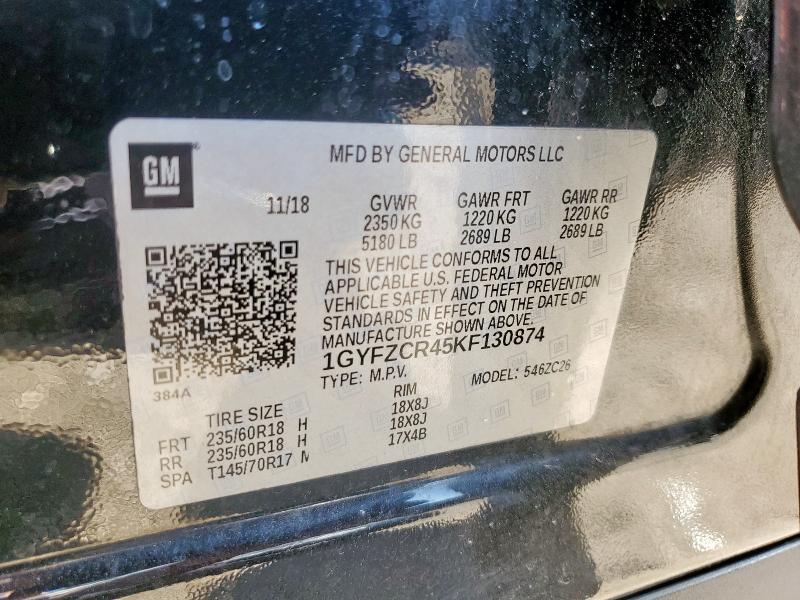 GM
MFD BY GENERAL MOTORS LLC
11/18 GVWR GAWR FRT GAWR RR
2350 KG 1220 KG 1220 KG
5180 LB 2689 LB 2689 LB
THIS VEHICLE CONFORMS TO ALL
APPLICABLE U.S. FEDERAL MOTOR
VEHICLE SAFETY AND THEFT PREVENTION
STANDARDS IN EFFECT ON THE DATE OF
MANUFACTURE SHOWN ABOVE.
1GYFZCR45KF130874
TYPE: M.P.V. MODEL: 546ZC26
384A
TIRE SIZE RIM
FRT 235/60R18 H 18X8J
RR 235/60R18 H 18X8J
SPA T145/70R17 M 17X4B